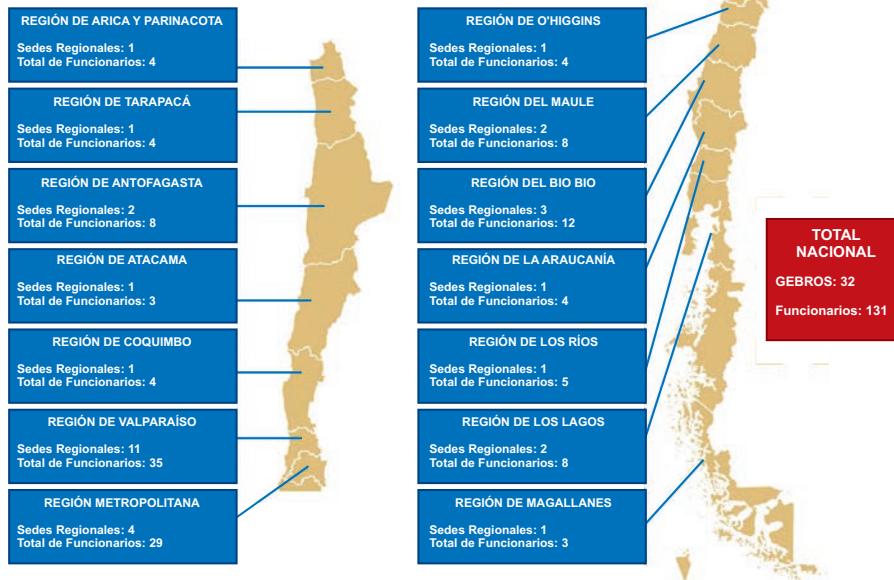 REGIÓN DE ARICA Y PARINACOTA
Sedes Regionales: 1
Total de Funcionarios: 4
REGIÓN DE TARAPACÁ
Sedes Regionales: 1
Total de Funcionarios: 4
REGIÓN DE ANTOFAGASTA
Sedes Regionales: 2
Total de Funcionarios: 8
REGIÓN DE ATACAMA
Sedes Regionales: 1
Total de Funcionarios: 3
REGIÓN DE COQUIMBO
Sedes Regionales: 1
Total de Funcionarios: 4
REGIÓN DE VALPARAÍSO
Sedes Regionales: 11
Total de Funcionarios: 35
REGIÓN METROPOLITANA
Sedes Regionales: 4
Total de Funcionarios: 29
REGIÓN DE O'HIGGINS
Sedes Regionales: 1
Total de Funcionarios: 4
REGIÓN DEL MAULE
Sedes Regionales: 2
Total de Funcionarios: 8
REGIÓN DEL BIO BIO
Sedes Regionales: 3
Total de Funcionarios: 12
REGIÓN DE LA ARAUCANÍA
Sedes Regionales: 1
Total de Funcionarios: 4
REGIÓN DE LOS RÍOS
Sedes Regionales: 1
Total de Funcionarios: 5
REGIÓN DE LOS LAGOS
Sedes Regionales: 2
Total de Funcionarios: 8
REGIÓN DE MAGALLANES
Sedes Regionales: 1
Total de Funcionarios: 3
TOTAL
NACIONAL
GEBROS: 32
Funcionarios: 131